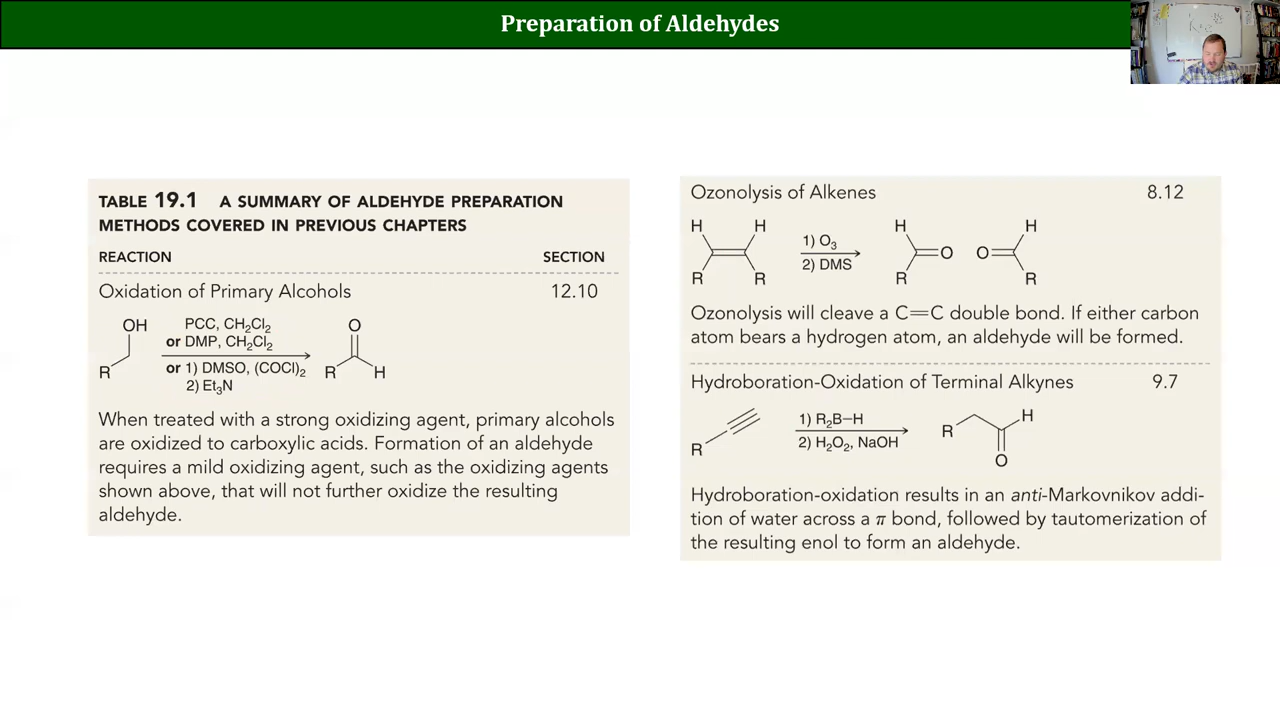 Preparation of Aldehydes
TABLE 19.1 A SUMMARY OF ALDEHYDE PREPARATION
METHODS COVERED IN PREVIOUS CHAPTERS
REACTION SECTION
Oxidation of Primary Alcohols 12.10
OH
R
PCC, CH₂Cl₂
or DMP, CH₂Cl₂
or 1) DMSO, (COCl)₂
2) Et₃N
O
R H
When treated with a strong oxidizing agent, primary alcohols
are oxidized to carboxylic acids. Formation of an aldehyde
requires a mild oxidizing agent, such as the oxidizing agents
shown above, that will not further oxidize the resulting
aldehyde.
Ozonolysis of Alkenes 8.12
H H
R R
1) O₃
2) DMS
H
O
R
H
O
R
Ozonolysis will cleave a C=C double bond. If either carbon
atom bears a hydrogen atom, an aldehyde will be formed.
Hydroboration-Oxidation of Terminal Alkynes 9.7
R
1) R₂B–H
2) H₂O₂, NaOH
R
H
O
Hydroboration-oxidation results in an anti-Markovnikov addi-
tion of water across a π bond, followed by tautomerization of
the resulting enol to form an aldehyde.